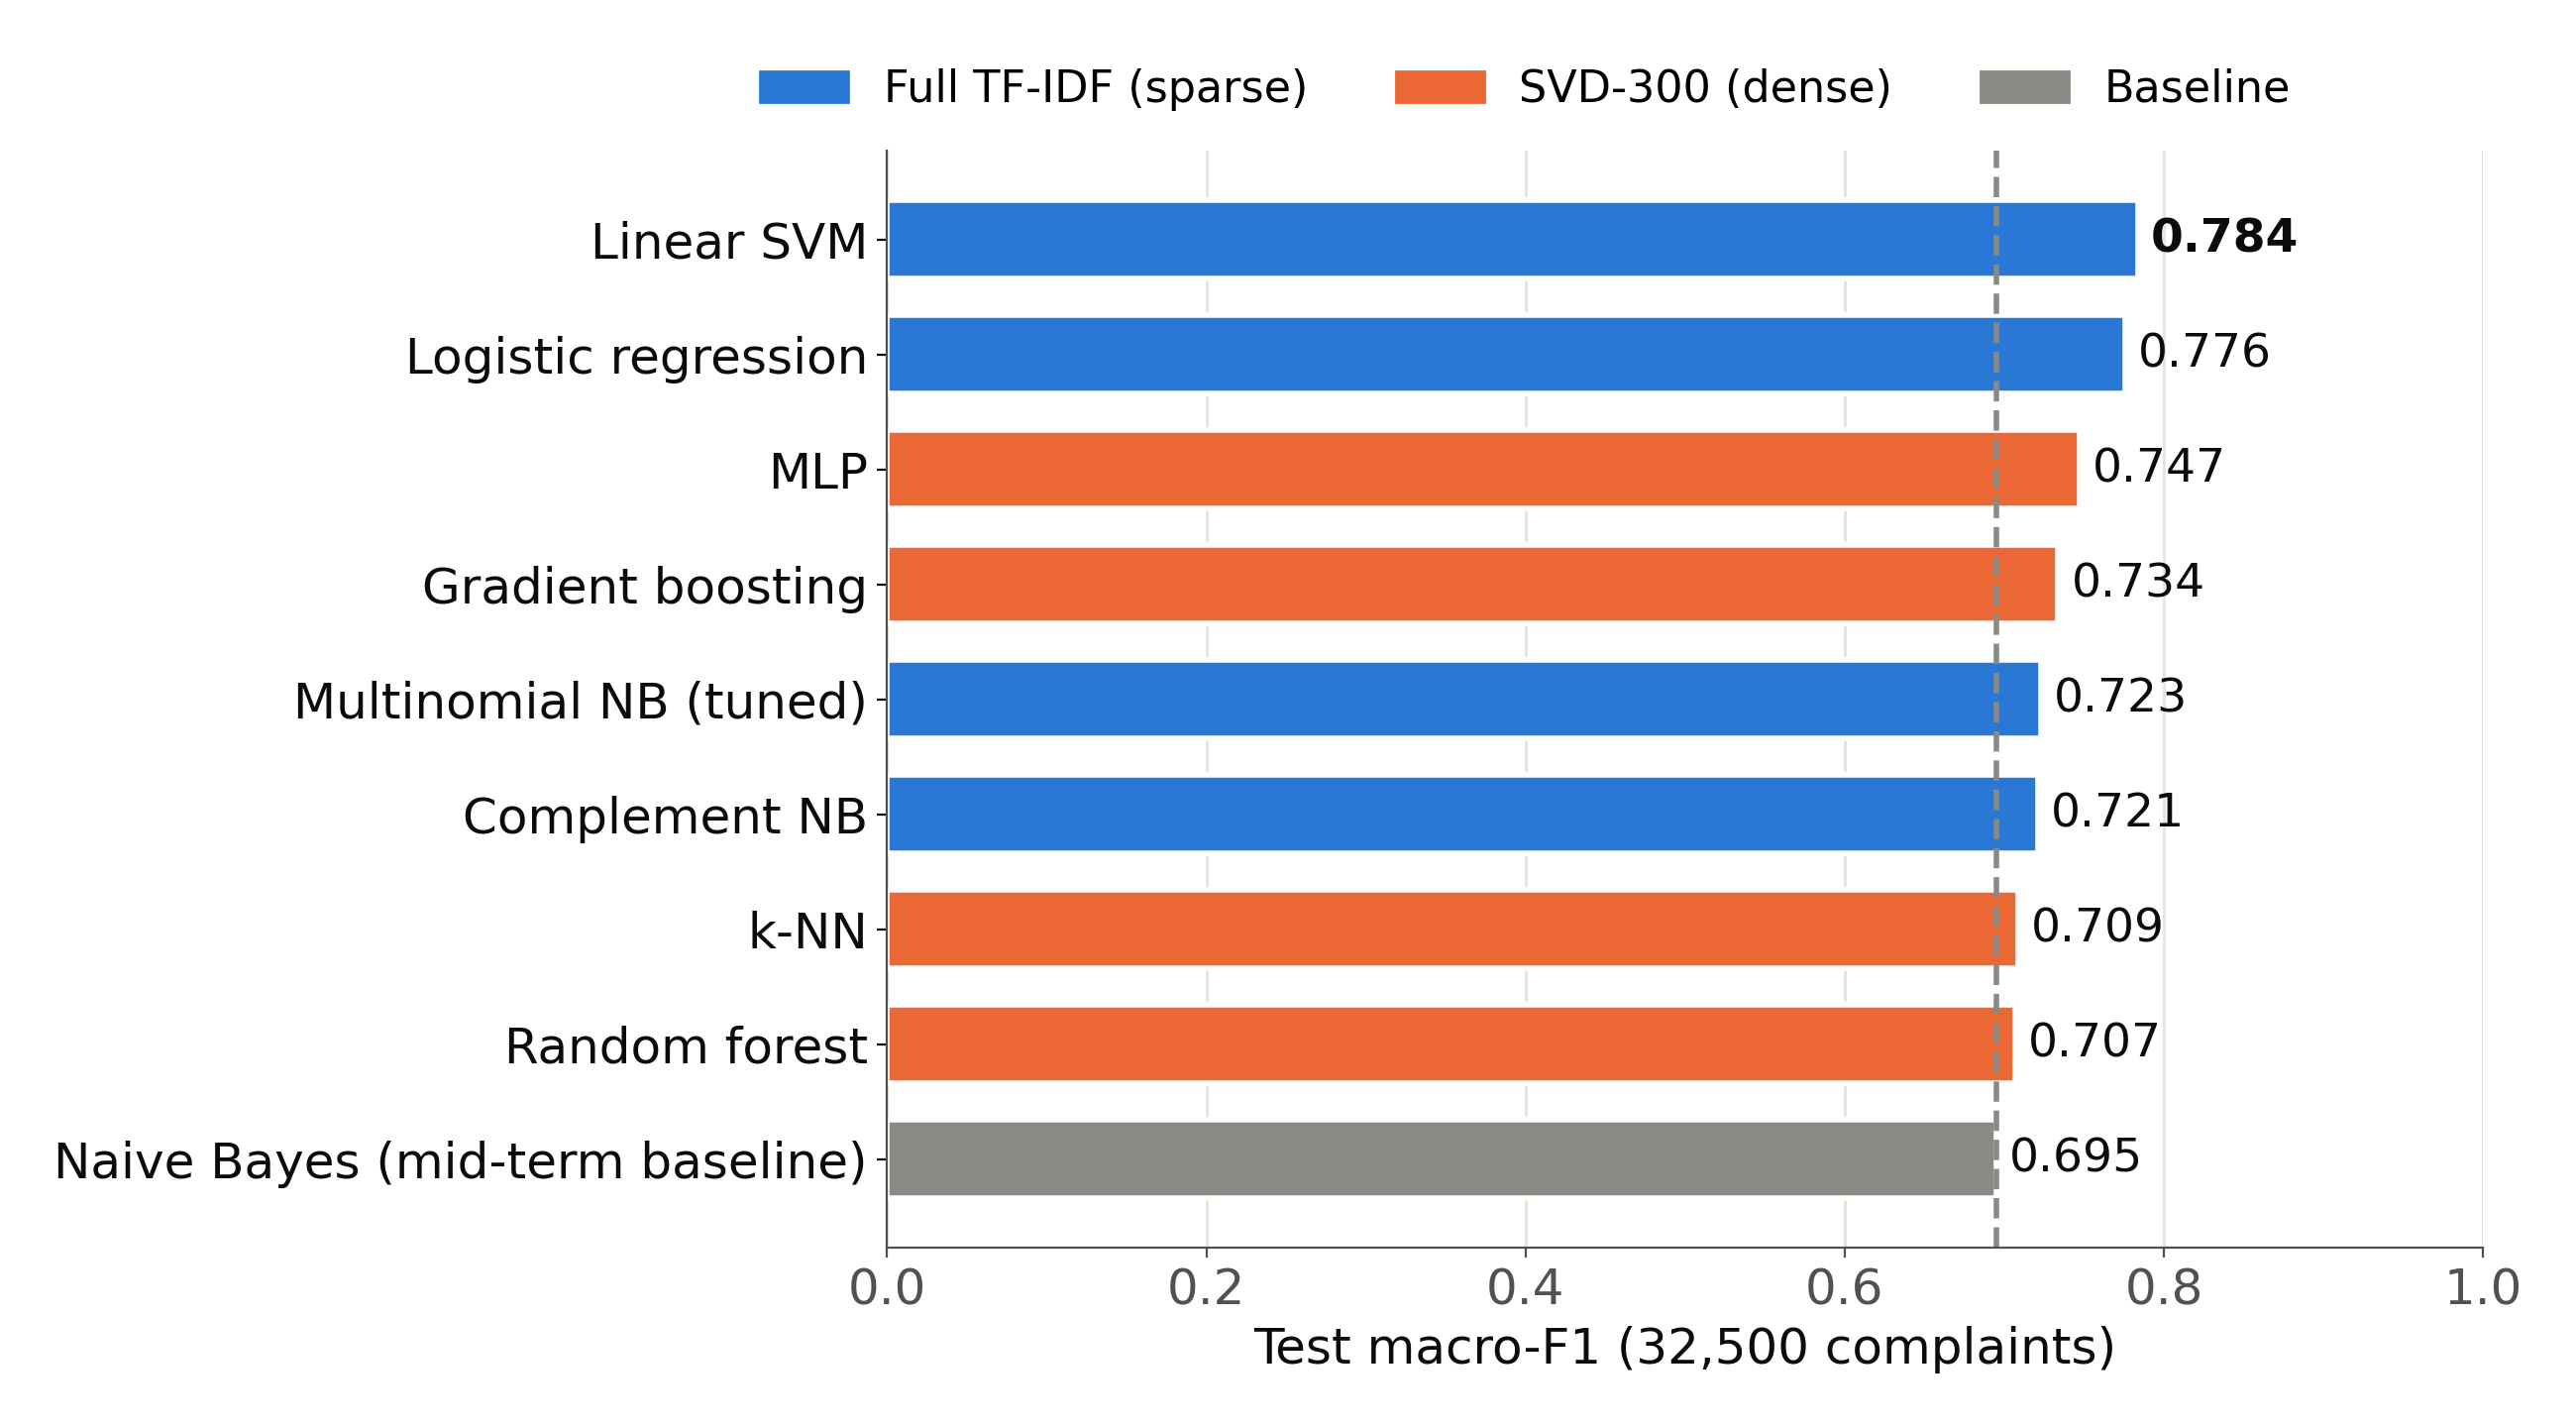 Full TF-IDF (sparse) SVD-300 (dense) Baseline
Linear SVM 0.784
Logistic regression 0.776
MLP 0.747
Gradient boosting 0.734
Multinomial NB (tuned) 0.723
Complement NB 0.721
k-NN 0.709
Random forest 0.707
Naive Bayes (mid-term baseline) 0.695
0.0 0.2 0.4 0.6 0.8 1.0
Test macro-F1 (32,500 complaints)